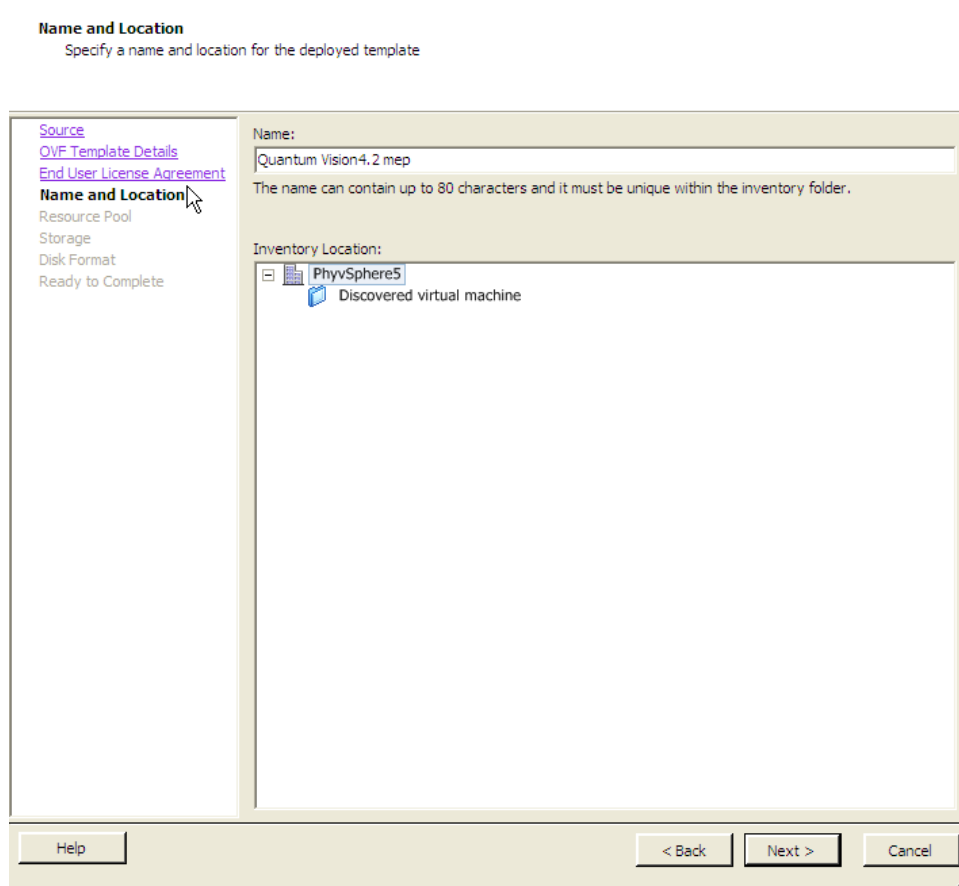 Name and Location
Specify a name and location for the deployed template
Source
OVF Template Details
End User License Agreement
Name and Location
Resource Pool
Storage
Disk Format
Ready to Complete
Name:
Quantum Vision4.2 mep
The name can contain up to 80 characters and it must be unique within the inventory folder.
Inventory Location:
PhyvSphere5
Discovered virtual machine
Help
< Back
Next >
Cancel